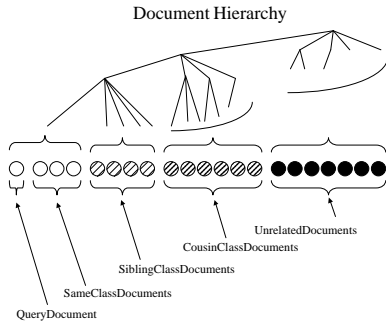 Document Hierarchy
UnrelatedDocuments
CousinClassDocuments
SiblingClassDocuments
SameClassDocuments
QueryDocument